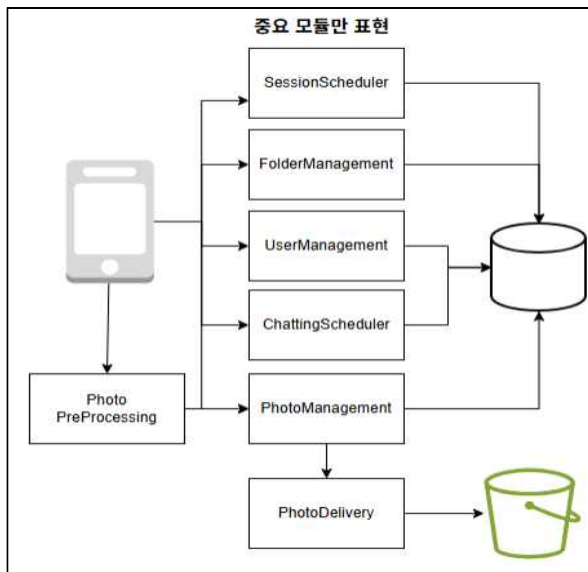 중요 모듈만 표현
SessionScheduler
FolderManagement
UserManagement
ChattingScheduler
Photo
PreProcessing
PhotoManagement
PhotoDelivery